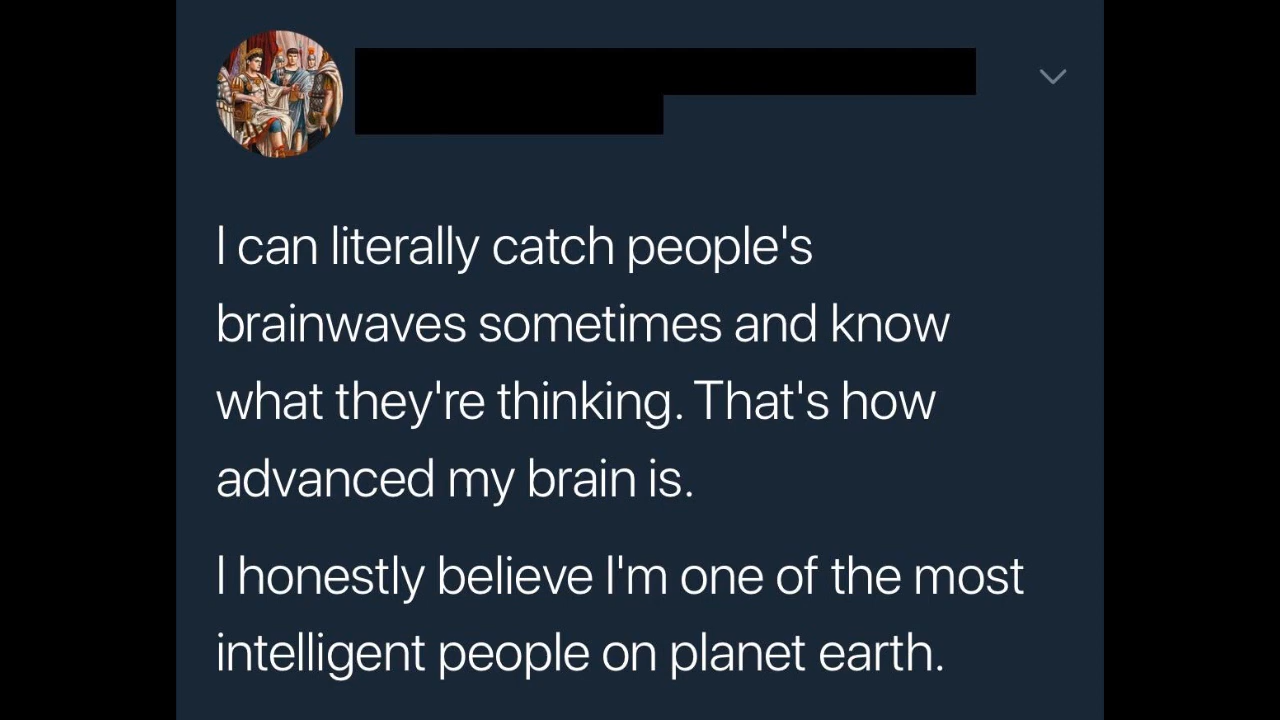 I can literally catch people's
brainwaves sometimes and know
what they're thinking. That's how
advanced my brain is.
I honestly believe I'm one of the most
intelligent people on planet earth.